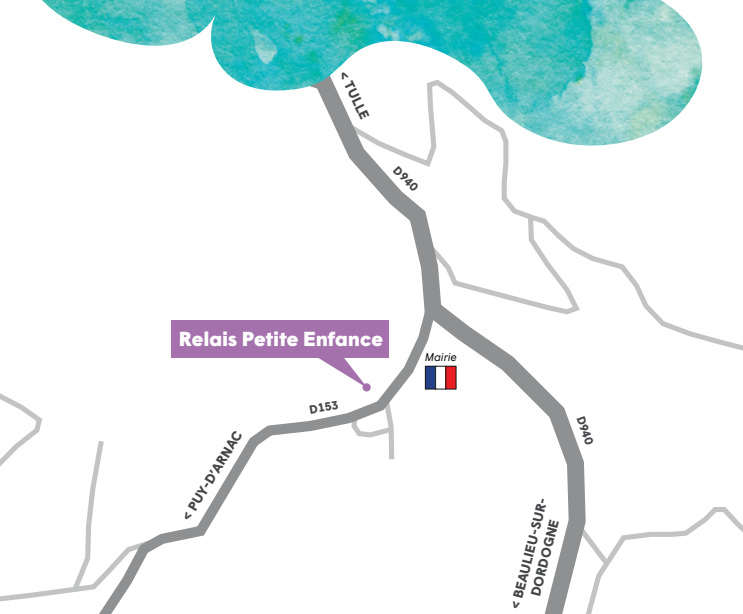 < TULLE
D940
Relais Petite Enfance
Mairie
D153
D940
< PUY-D'ARNAC
< BEAULIEU-SUR-
DORDOGNE